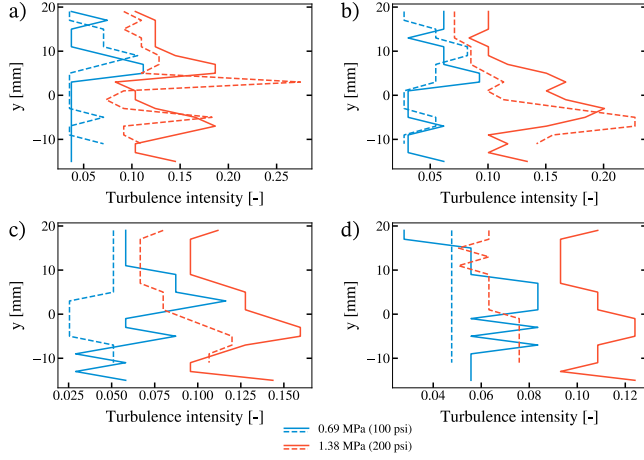 a)
y [mm]
20
10
0
−10
0.05
0.10
0.15
0.20
0.25
Turbulence intensity [-]
b)
y [mm]
20
10
0
−10
0.05
0.10
0.15
0.20
Turbulence intensity [-]
c)
y [mm]
20
10
0
−10
0.025
0.050
0.075
0.100
0.125
0.150
Turbulence intensity [-]
d)
y [mm]
20
10
0
−10
0.04
0.06
0.08
0.10
0.12
Turbulence intensity [-]
0.69 MPa (100 psi)
1.38 MPa (200 psi)